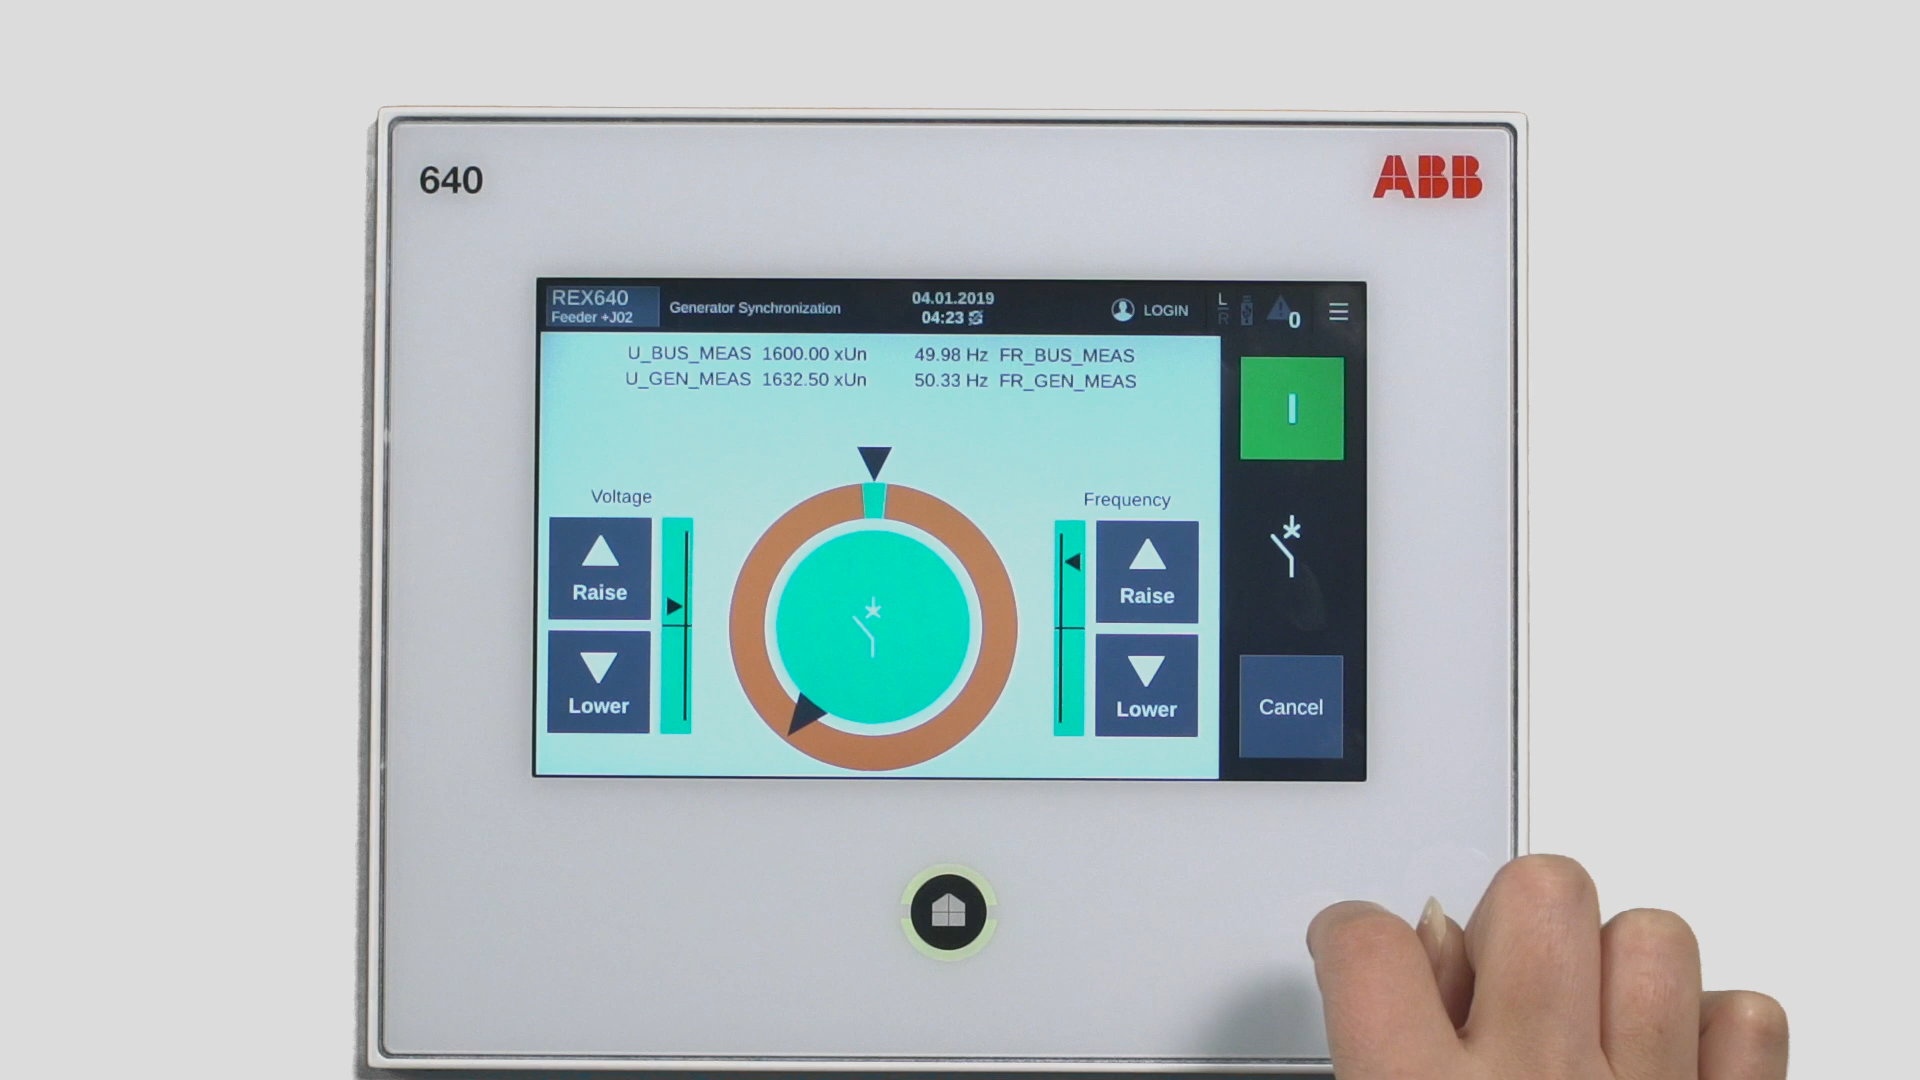 640
ABB
REX640
Feeder +J02
Generator Synchronization
04.01.2019
04:23
LOGIN
L
R
0
U_BUS_MEAS 1600.00 xUn 49.98 Hz FR_BUS_MEAS
U_GEN_MEAS 1632.50 xUn 50.33 Hz FR_GEN_MEAS
I
Voltage
Frequency
Raise
Raise
Lower
Lower
Cancel